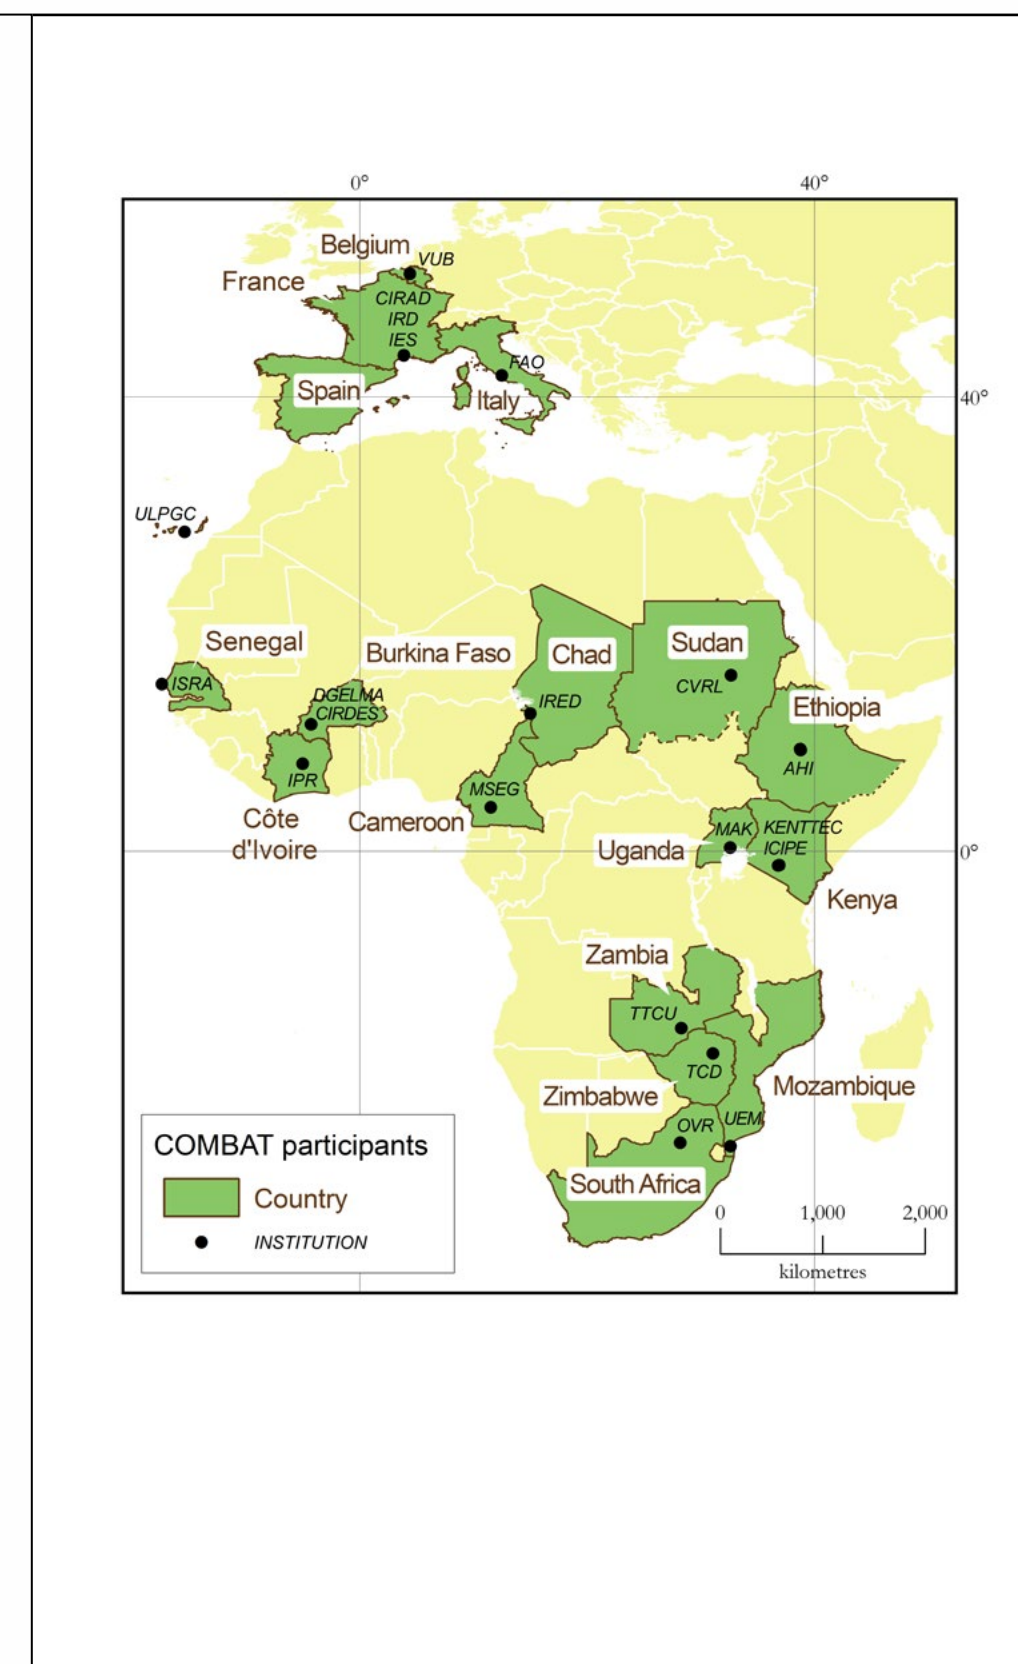 0°
40°
Belgium
VUB
France
CIRAD
IRD
IES
FAO
Spain
Italy
40°
ULPGC
Senegal
Burkina Faso
Chad
Sudan
ISRA
DGELMA
CIRDES
IRED
CVRL
Ethiopia
AHI
IPR
MSEG
Côte
d'Ivoire
Cameroon
MAK
KENTTEC
ICIPE
Uganda
0°
Kenya
Zambia
TTCU
TCD
Zimbabwe
Mozambique
OVR
UEM
South Africa
COMBAT participants
Country
INSTITUTION
0
1,000
2,000
kilometres